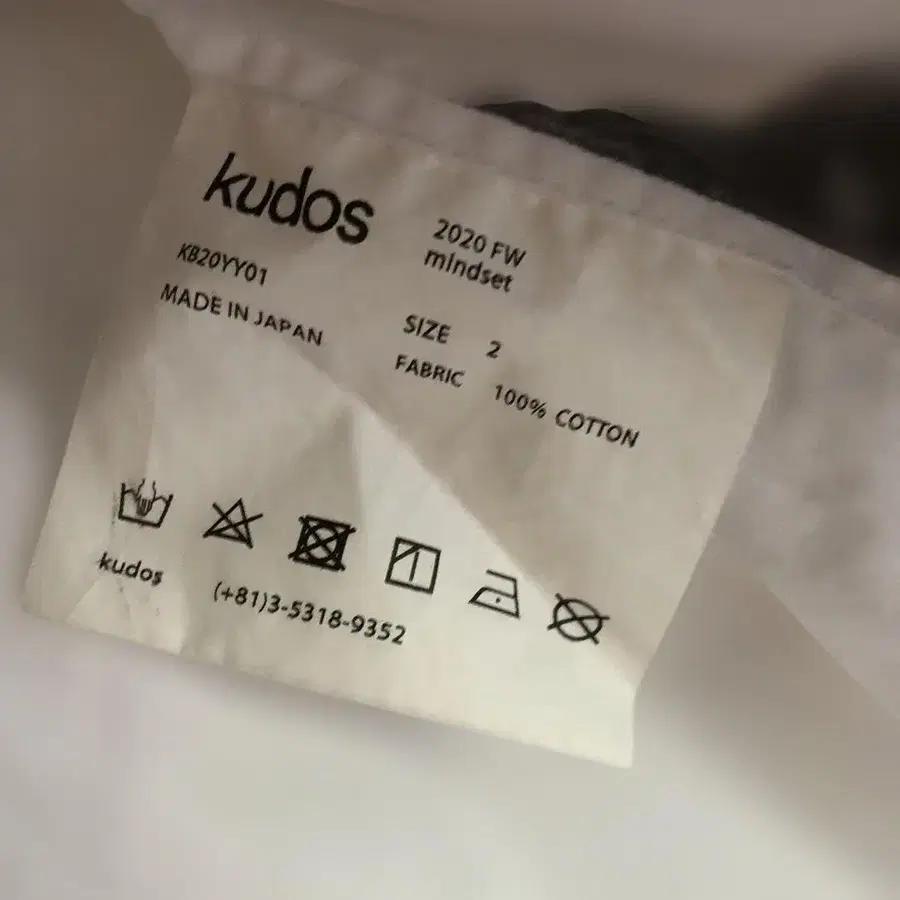 kudos
KB20YY01
MADE IN JAPAN
2020 FW
mIndset
SIZE 2
FABRIC 100% COTTON
kudos (+81)3-5318-9352